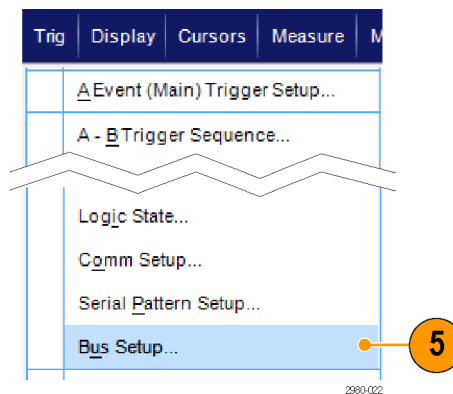 Trig Display Cursors Measure M
A Event (Main) Trigger Setup...
A - B Trigger Sequence...
Logic State...
Comm Setup...
Serial Pattern Setup...
Bus Setup...
5
2980-022